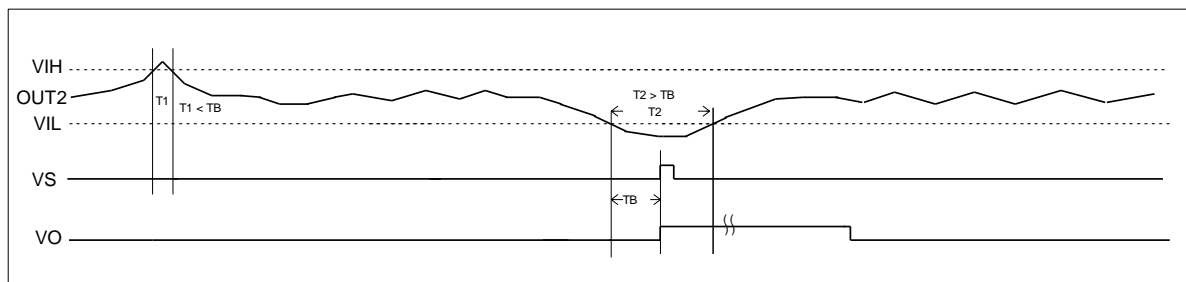 VIH
OUT2
T1
T1 < TB
T2 > TB
T2
VIL
VS
TB
VO